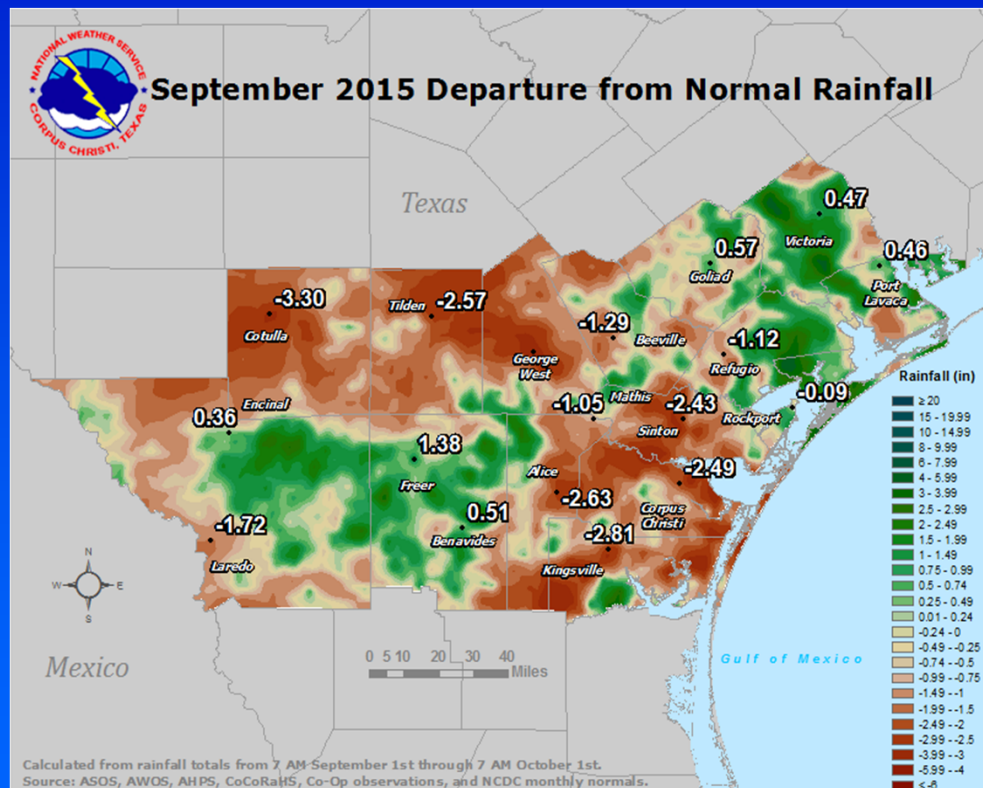 NATIONAL WEATHER SERVICE
CORPUS CHRISTI, TEXAS
September 2015 Departure from Normal Rainfall
Texas
0.47
Victoria
0.57
Goliad
0.46
Port
Lavaca
-3.30
Cotulla
Tilden
-2.57
-1.29
Beeville
-1.12
Refugio
George
West
-0.09
Rockport
Mathis
-1.05
-2.43
Sinton
Encinal
0.36
1.38
Freer
Alice
-2.63
-2.49
Corpus
Christi
0.51
Benavides
-2.81
Kingsville
-1.72
Laredo
N
W E
S
Mexico
0 5 10 20 30 40
Miles
Gulf of Mexico
Rainfall (in)
≥ 20
15 - 19.99
10 - 14.99
8 - 9.99
6 - 7.99
4 - 5.99
3 - 3.99
2.5 - 2.99
2 - 2.49
1.5 - 1.99
1 - 1.49
0.75 - 0.99
0.5 - 0.74
0.25 - 0.49
0.01 - 0.24
-0.24 - 0
-0.49 - -0.25
-0.74 - -0.5
-0.99 - -0.75
-1.49 - -1
-1.99 - -1.5
-2.49 - -2
-2.99 - -2.5
-3.99 - -3
-5.99 - -4
≤ -6
Calculated from rainfall totals from 7 AM September 1st through 7 AM October 1st.
Source: ASOS, AWOS, AHPS, CoCoRaHS, Co-Op observations, and NCDC monthly normals.